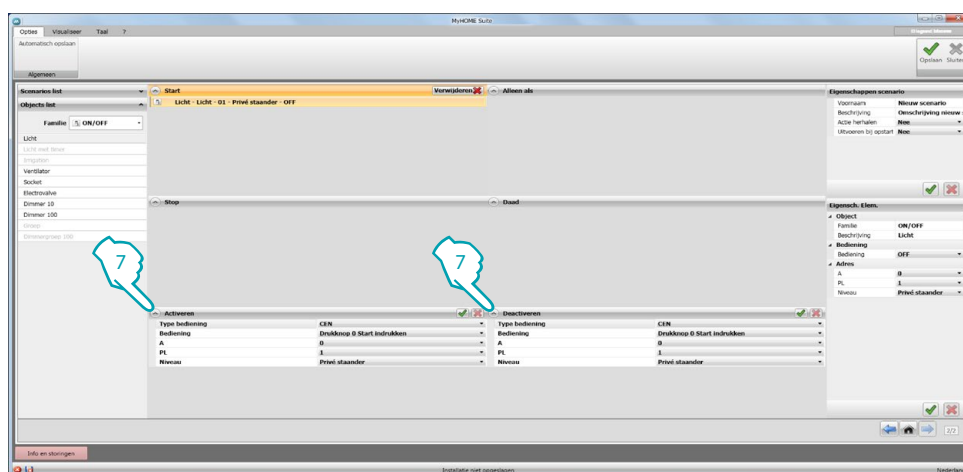 MyHOME Suite
Opties Visualiseer Taal ?
Automatisch opslaan
Algemeen
Opslaan Sluiten
Scenarios list
Objects list
Familie ON/OFF
Licht
Licht met timer
Irrigation
Ventilator
Socket
Electrovalve
Dimmer 10
Dimmer 100
Groep
Dimmergroep 100
Start Verwijderen
Licht - Licht - 01 - Privé staander - OFF
Alleen als
Stop
Daad
7
7
Activeren
Type bediening CEN
Bediening Drukknop 0 Start indrukken
A 0
PL 1
Niveau Privé staander
Deactiveren
Type bediening CEN
Bediening Drukknop 0 Start indrukken
A 0
PL 1
Niveau Privé staander
Eigenschappen scenario
Voornaam Nieuw scenario
Beschrijving Omschrijving nieuw
Actie herhalen Nee
Uitvoeren bij opstart Nee
Eigensch. Elem.
Object
Familie ON/OFF
Beschrijving Licht
Bediening
Bediening OFF
Adres
A 0
PL 1
Niveau Privé staander
2/2
Info en storingen
Installatie niet opgeslagen
Nederlan